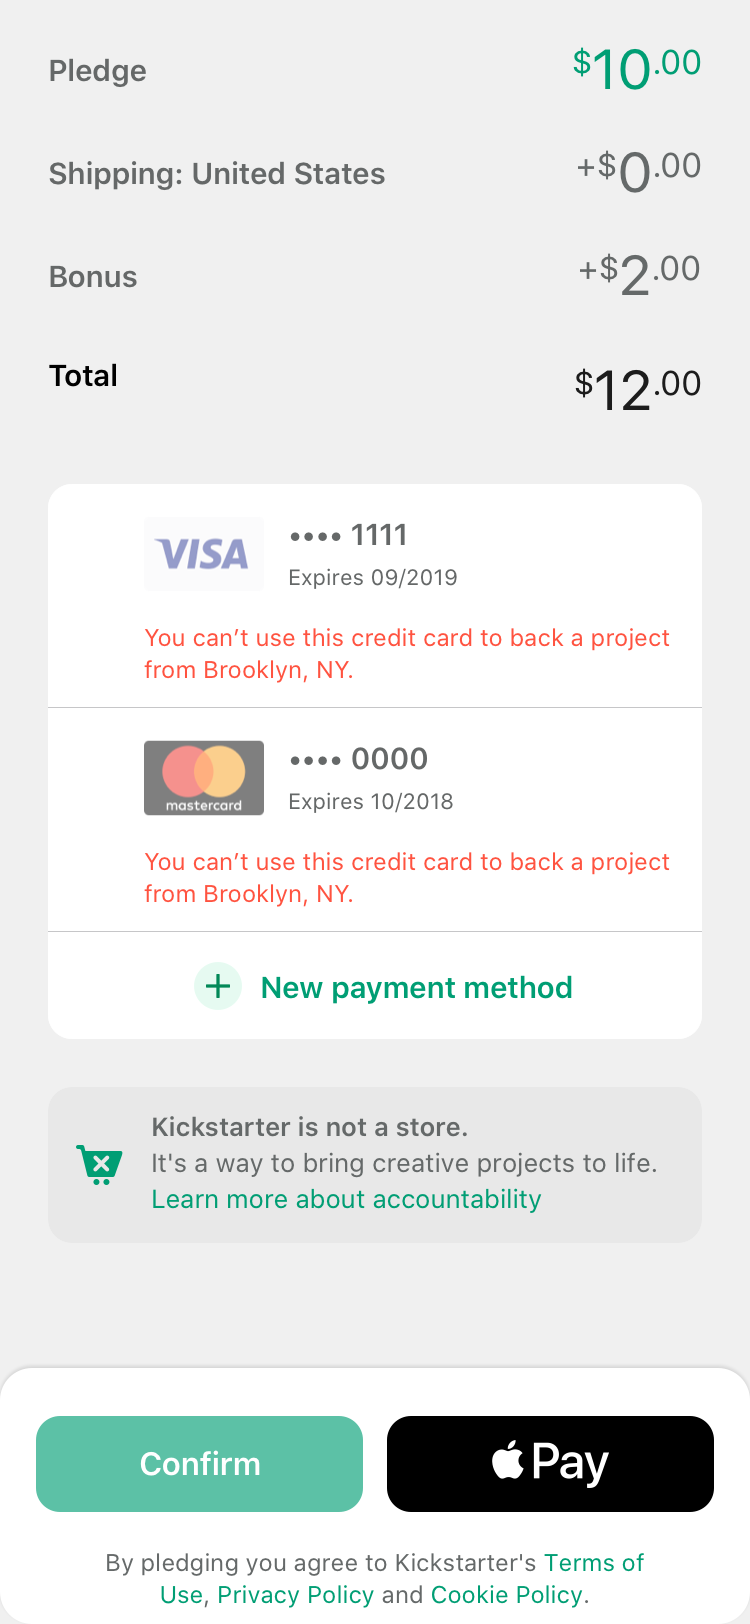 Pledge $10.00
Shipping: United States +$0.00
Bonus +$2.00
Total $12.00
VISA •••• 1111
Expires 09/2019
You can’t use this credit card to back a project
from Brooklyn, NY.
mastercard •••• 0000
Expires 10/2018
You can’t use this credit card to back a project
from Brooklyn, NY.
+ New payment method
Kickstarter is not a store.
It's a way to bring creative projects to life.
Learn more about accountability
Confirm
Pay
By pledging you agree to Kickstarter's Terms of
Use, Privacy Policy and Cookie Policy.